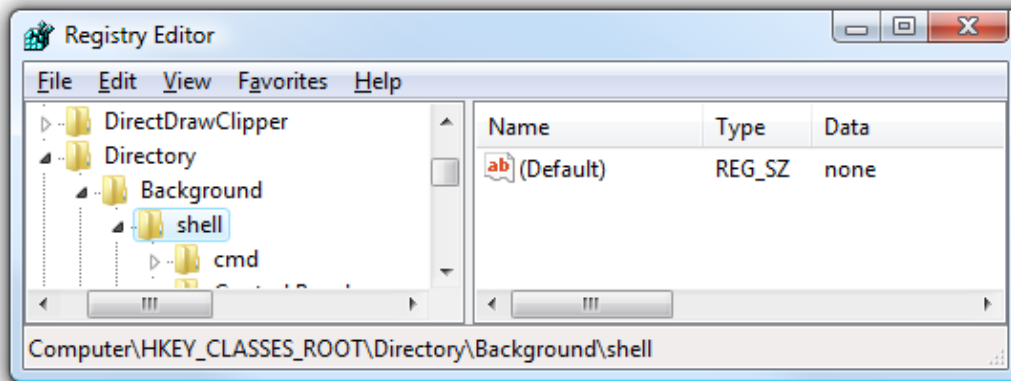 Registry Editor
File Edit View Favorites Help
DirectDrawClipper
Directory
Background
shell
cmd
Name Type Data
ab (Default) REG_SZ none
Computer\HKEY_CLASSES_ROOT\Directory\Background\shell